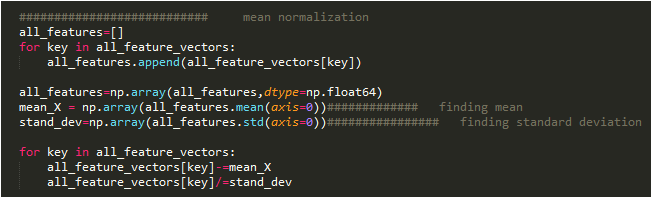 ###########################     mean normalization
all_features=[]
for key in all_feature_vectors:
    all_features.append(all_feature_vectors[key])

all_features=np.array(all_features,dtype=np.float64)
mean_X = np.array(all_features.mean(axis=0))#############   finding mean
stand_dev=np.array(all_features.std(axis=0))################   finding standard deviation

for key in all_feature_vectors:
    all_feature_vectors[key]-=mean_X
    all_feature_vectors[key]/=stand_dev